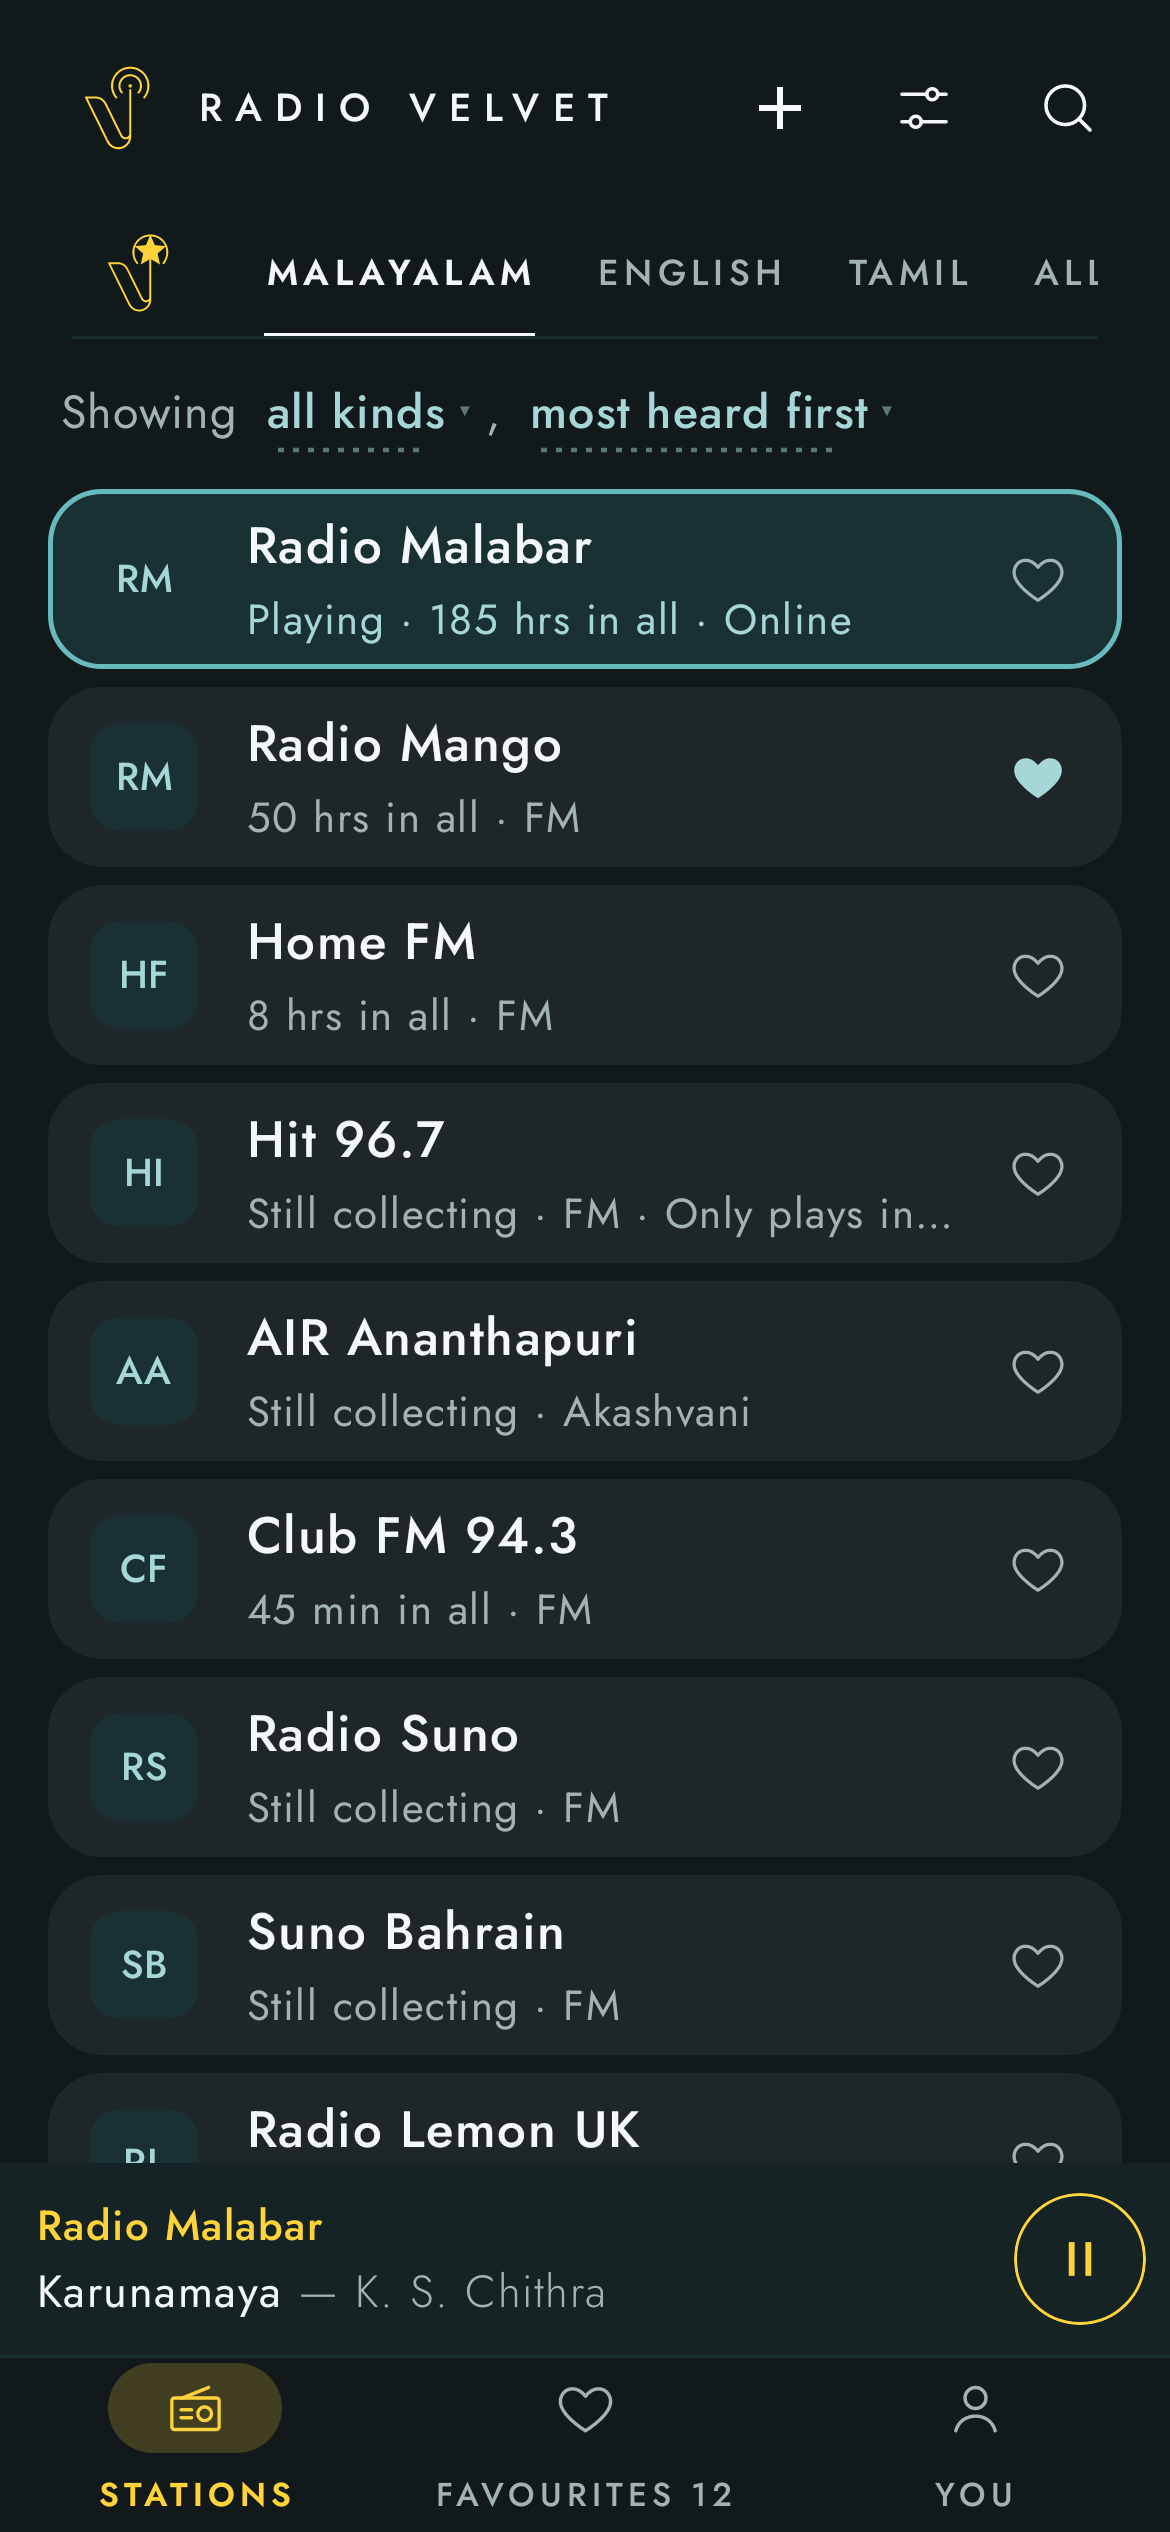 RADIO VELVET
MALAYALAM ENGLISH TAMIL ALL
Showing all kinds ▾ , most heard first ▾
RM
Radio Malabar
Playing · 185 hrs in all · Online
RM
Radio Mango
50 hrs in all · FM
HF
Home FM
8 hrs in all · FM
HI
Hit 96.7
Still collecting · FM · Only plays in...
AA
AIR Ananthapuri
Still collecting · Akashvani
CF
Club FM 94.3
45 min in all · FM
RS
Radio Suno
Still collecting · FM
SB
Suno Bahrain
Still collecting · FM
RL
Radio Lemon UK
Radio Malabar
Karunamaya — K. S. Chithra
STATIONS FAVOURITES 12 YOU